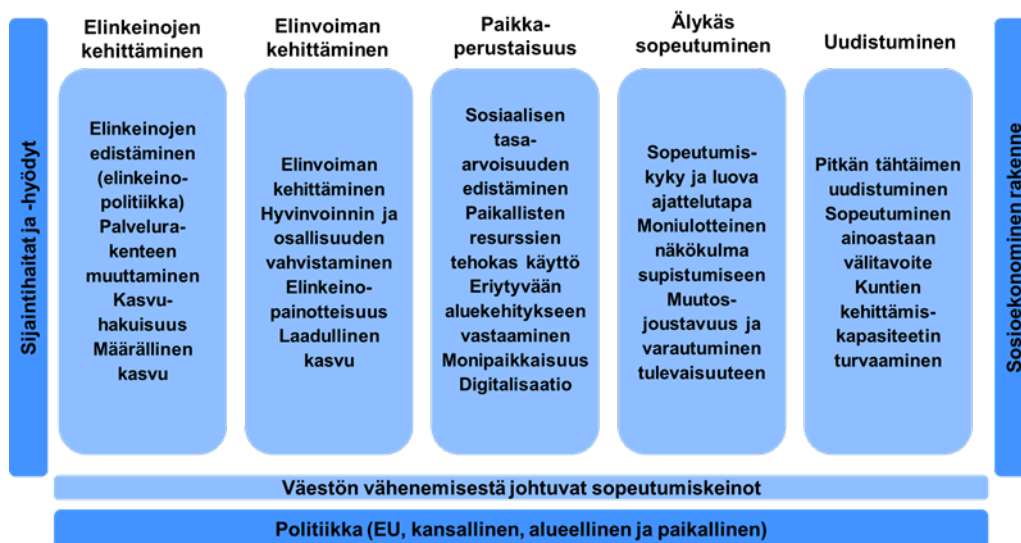 Elinkeinojen
kehittäminen
Elinvoiman
kehittäminen
Paikka-
perustaisuus
Älykäs
sopeutuminen
Uudistuminen
Sijaintihaitat ja -hyödyt
Elinkeinojen
edistäminen
(elinkeino-
politiikka)
Palvelura-
kenteen
muuttaminen
Kasvu-
hakuisuus
Määrällinen
kasvu
Elinvoiman
kehittäminen
Hyvinvoinnin ja
osallisuuden
vahvistaminen
Elinkeino-
painotteisuus
Laadullinen
kasvu
Sosiaalisen
tasa-
arvoisuuden
edistäminen
Paikallisten
resurssien
tehokas käyttö
Eriytyvään
aluekehitykseen
vastaaminen
Monipaikkaisuus
Digitalisaatio
Sopeutumis-
kyky ja luova
ajattelutapa
Moniulotteinen
näkökulma
supistumiseen
Muutos-
joustavuus ja
varautuminen
tulevaisuuteen
Pitkän tähtäimen
uudistuminen
Sopeutuminen
ainoastaan
välitavoite
Kuntien
kehittämis-
kapasiteetin
turvaaminen
Sosioekonominen rakenne
Väestön vähenemisestä johtuvat sopeutumiskeinot
Politiikka (EU, kansallinen, alueellinen ja paikallinen)